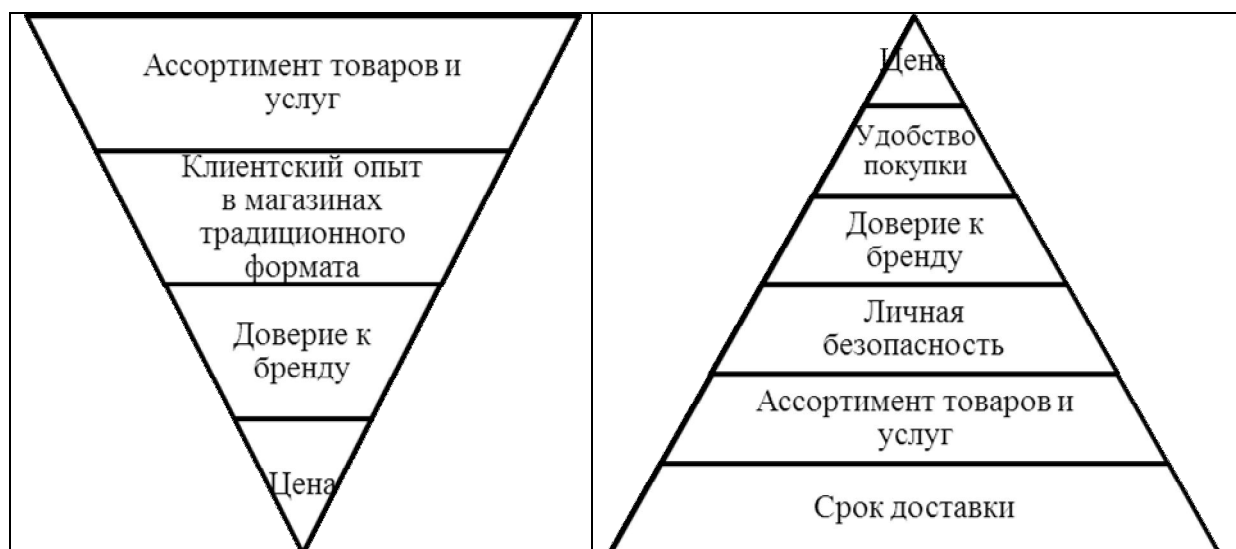 Ассортимент товаров и
услуг
Клиентский опыт
в магазинах
традиционного
формата
Доверие к
бренду
Цена
Цена
Удобство
покупки
Доверие к
бренду
Личная
безопасность
Ассортимент товаров и
услуг
Срок доставки